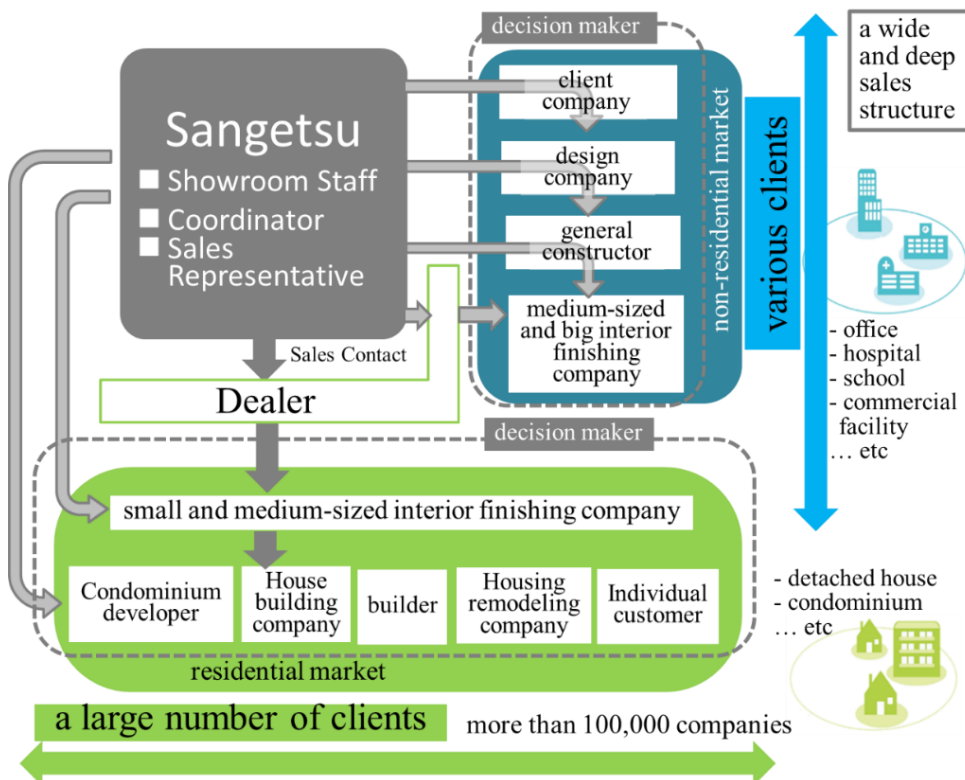 decision maker
client
company
design
company
general
constructor
medium-sized
and big interior
finishing
company
non-residential market
various clients
a wide
and deep
sales
structure
Sangetsu
Showroom Staff
Coordinator
Sales
Representative
Sales Contact
Dealer
- office
- hospital
- school
- commercial
facility
... etc
decision maker
small and medium-sized interior finishing company
Condominium
developer
House
building
company
builder
Housing
remodeling
company
Individual
customer
residential market
- detached house
- condominium
... etc
a large number of clients
more than 100,000 companies